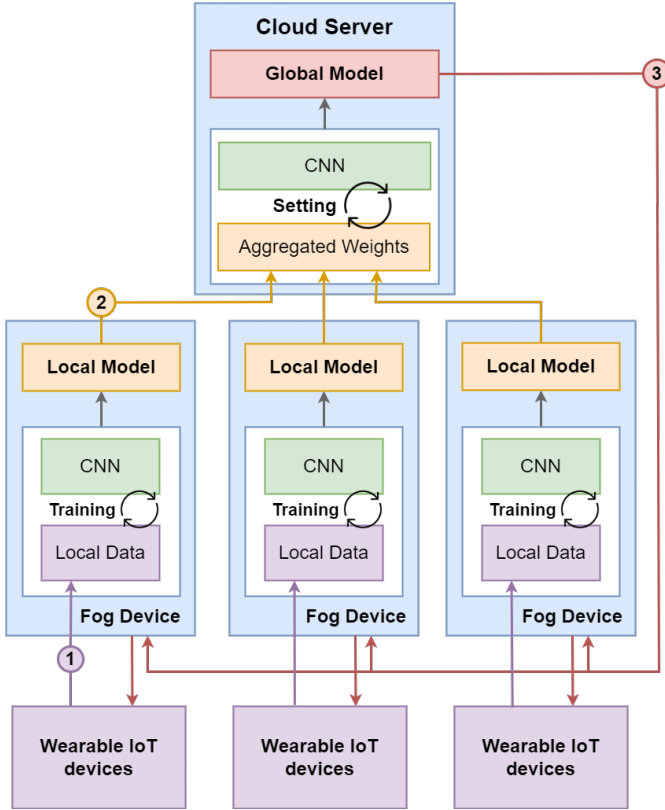 Cloud Server
Global Model
3
CNN
Setting
Aggregated Weights
2
Local Model
Local Model
Local Model
CNN
CNN
CNN
Training
Training
Training
Local Data
Local Data
Local Data
Fog Device
Fog Device
Fog Device
1
Wearable IoT
devices
Wearable IoT
devices
Wearable IoT
devices